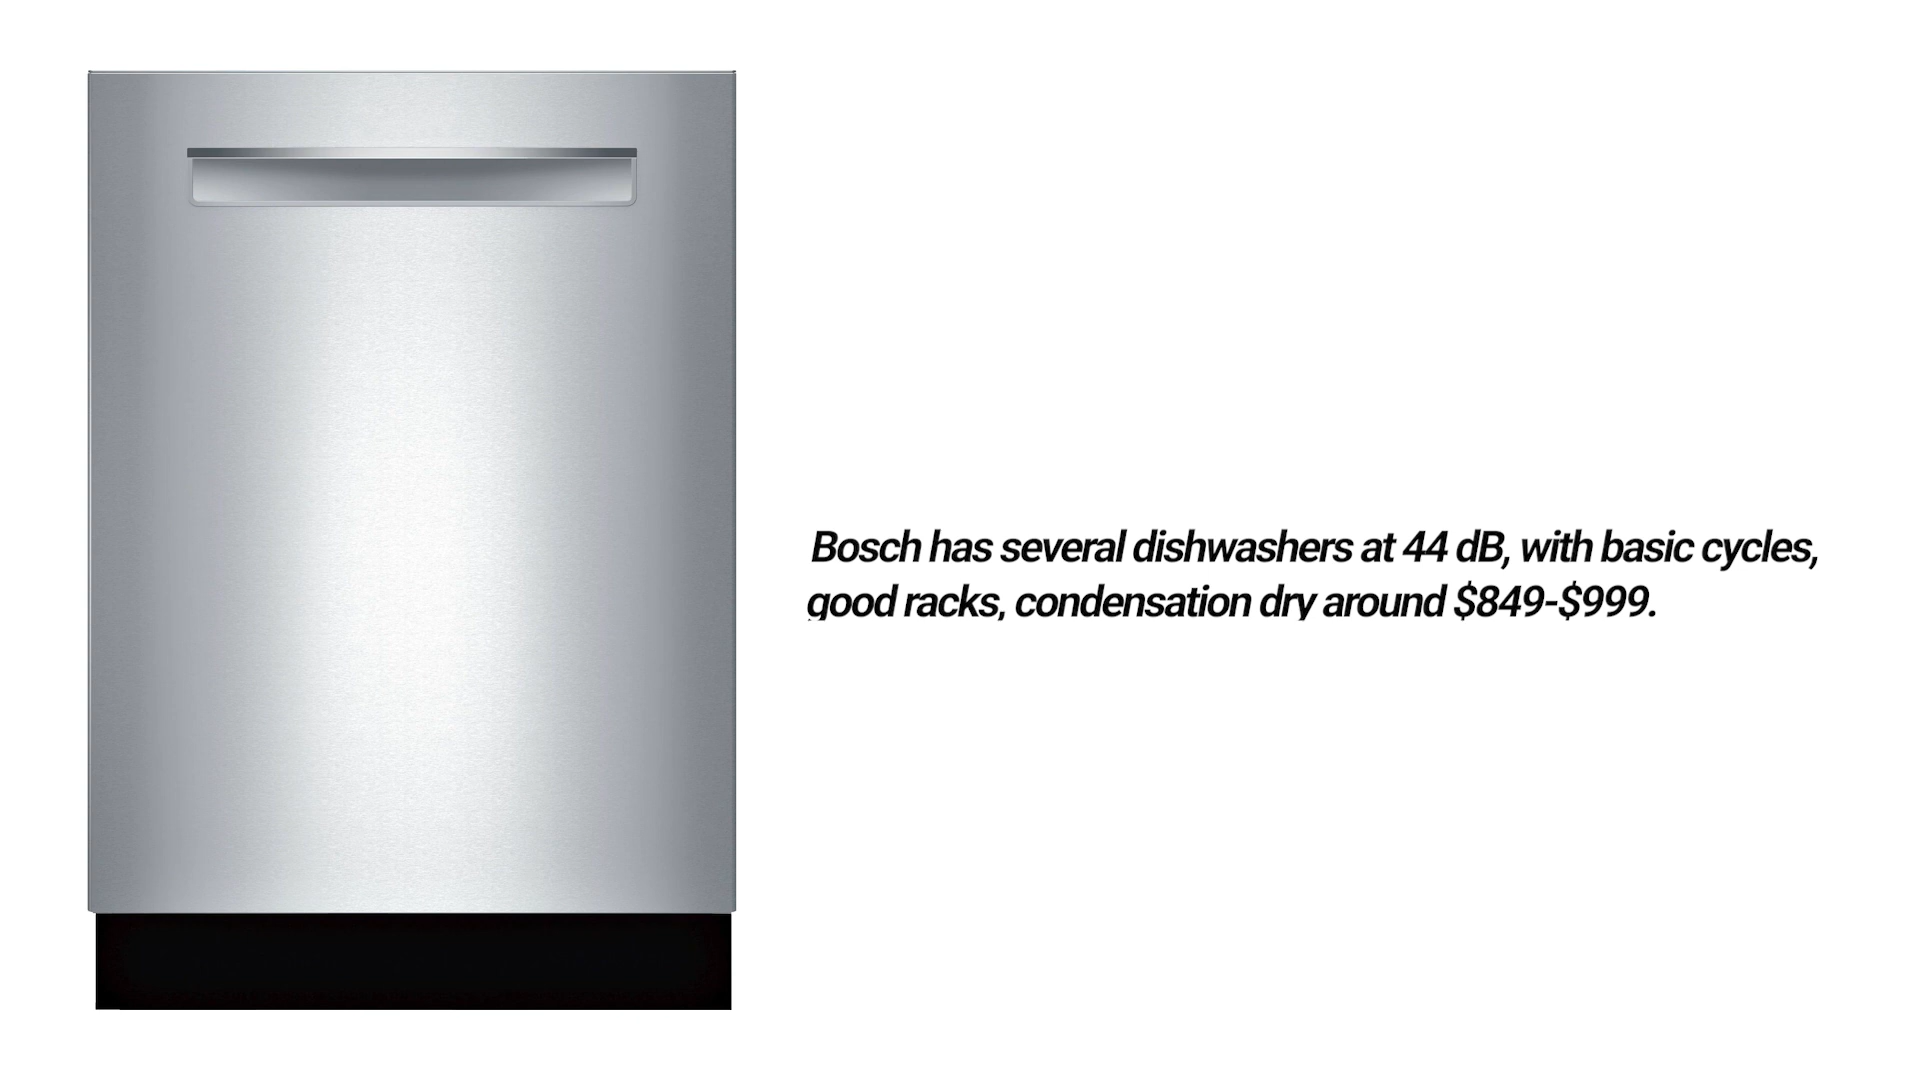 Bosch has several dishwashers at 44 dB, with basic cycles,
good racks, condensation dry around $849-$999.